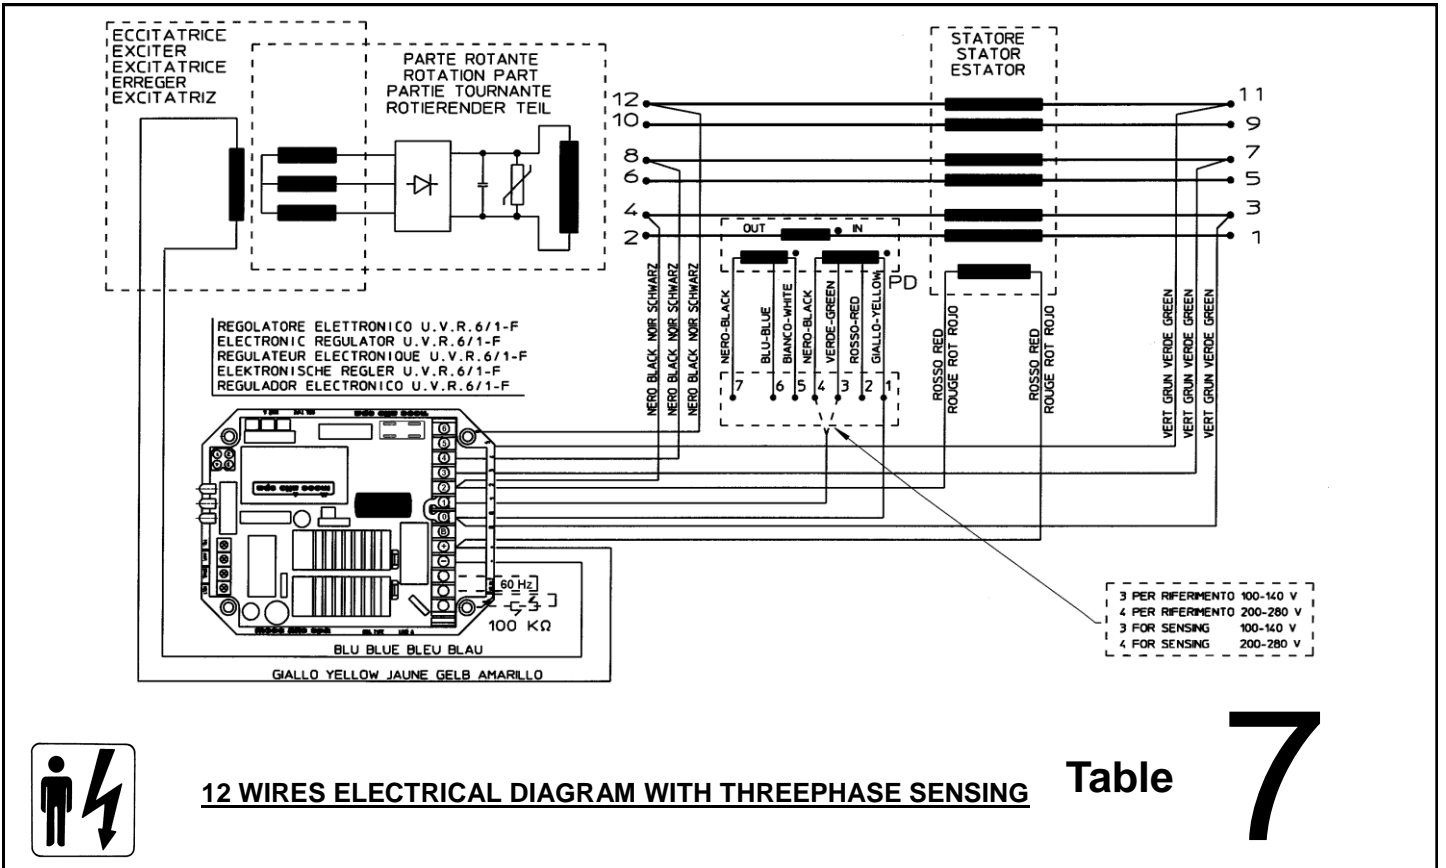 ECCITATRICE
EXCITER
EXCITATRICE
ERREGER
EXCITATRIZ
PARTE ROTANTE
ROTATION PART
PARTIE TOURNANTE
ROTIERENDER TEIL
STATORE
STATOR
ESTATOR
12
10
8
6
4
2
11
9
7
5
3
1
OUT
IN
PD
NERO BLACK NOIR SCHWARZ
NERO BLACK NOIR SCHWARZ
NERO BLACK NOIR SCHWARZ
NERO-BLACK
BLU-BLUE
BIANCO-WHITE
NERO-BLACK
VERDE-GREEN
ROSSO-RED
GIALLO-YELLOW
7 6 5 4 3 2 1
ROSSO RED
ROUGE ROT ROJO
ROSSO RED
ROUGE ROT ROJO
VERT GRUN VERDE GREEN
VERT GRUN VERDE GREEN
VERT GRUN VERDE GREEN
REGOLATORE ELETTRONICO U.V.R.6/1-F
ELECTRONIC REGULATOR U.V.R.6/1-F
REGULATEUR ELECTRONIQUE U.V.R.6/1-F
ELEKTRONISCHE REGLER U.V.R.6/1-F
REGULADOR ELECTRONICO U.V.R.6/1-F
6
5
4
3
2
1
0
B
+
-
60 Hz
100 KΩ
BLU BLUE BLEU BLAU
GIALLO YELLOW JAUNE GELB AMARILLO
3 PER RIFERIMENTO 100-140 V
4 PER RIFERIMENTO 200-280 V
3 FOR SENSING 100-140 V
4 FOR SENSING 200-280 V
12 WIRES ELECTRICAL DIAGRAM WITH THREEPHASE SENSING
Table 7